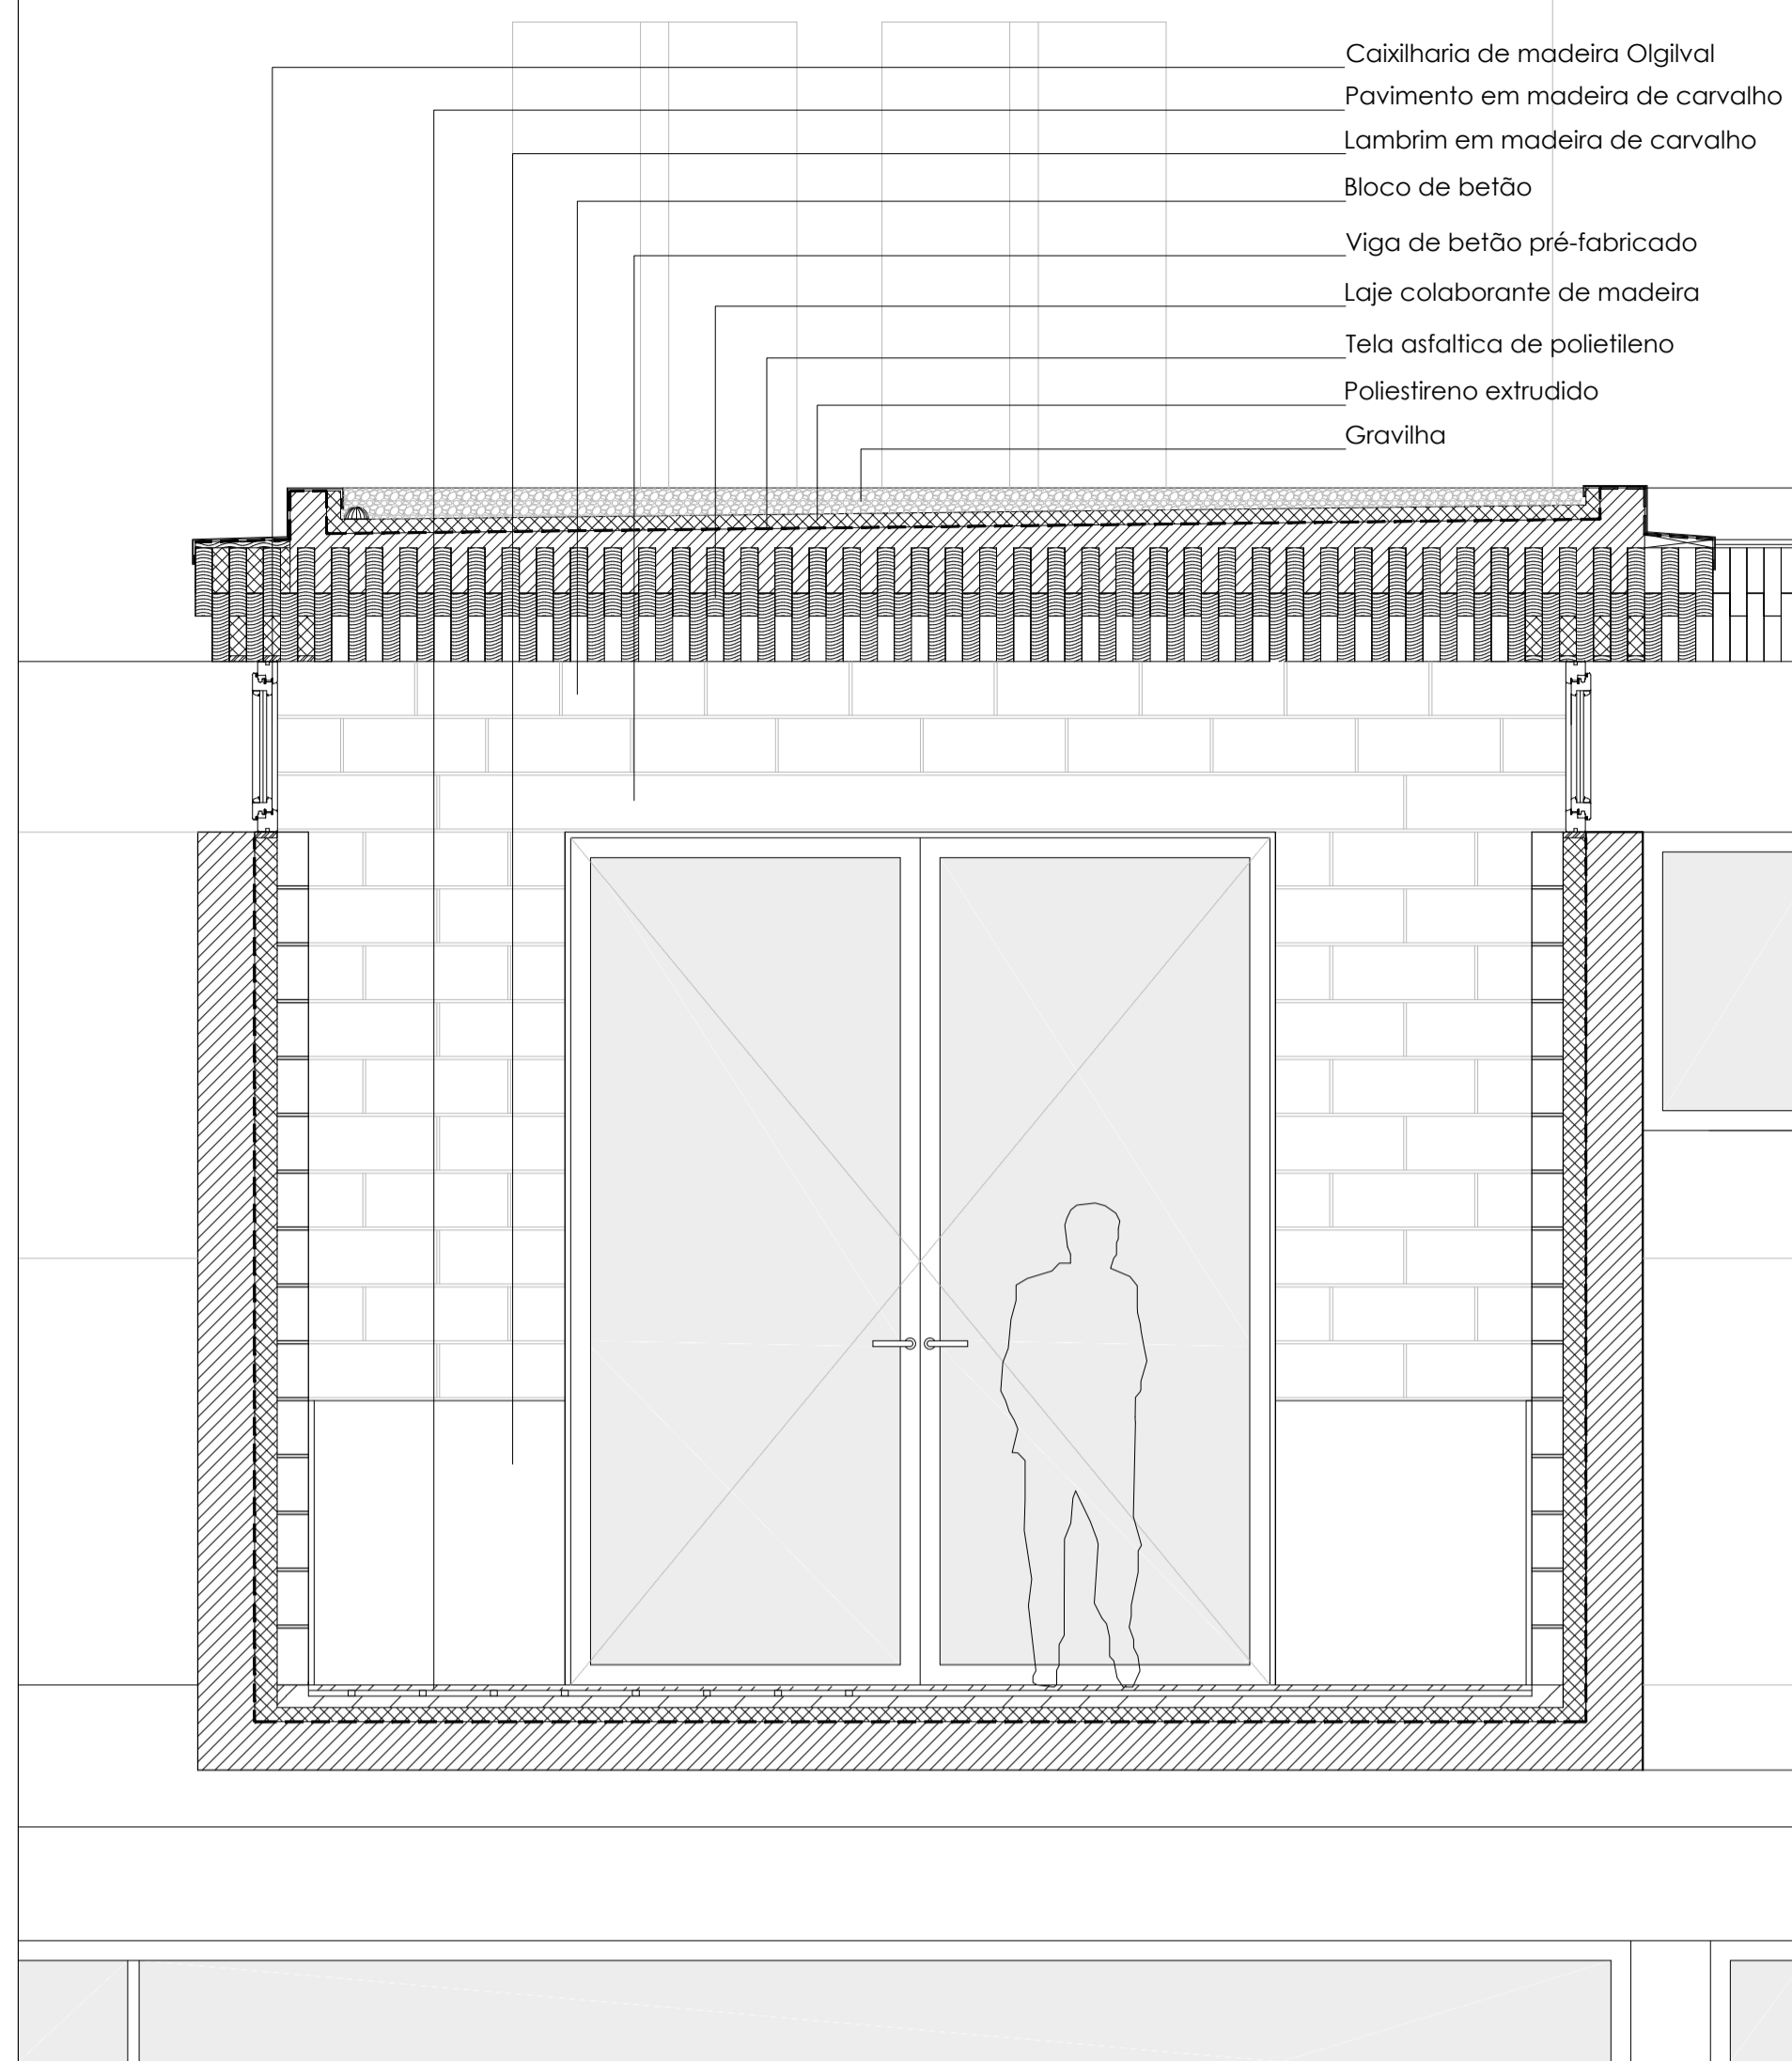 Caixilharia de madeira Olgilval
Pavimento em madeira de carvalho
Lambrim em madeira de carvalho
Bloco de betão
Viga de betão pré-fabricado
Laje colaborante de madeira
Tela asfaltica de polietileno
Poliestireno extrudido
Gravilha